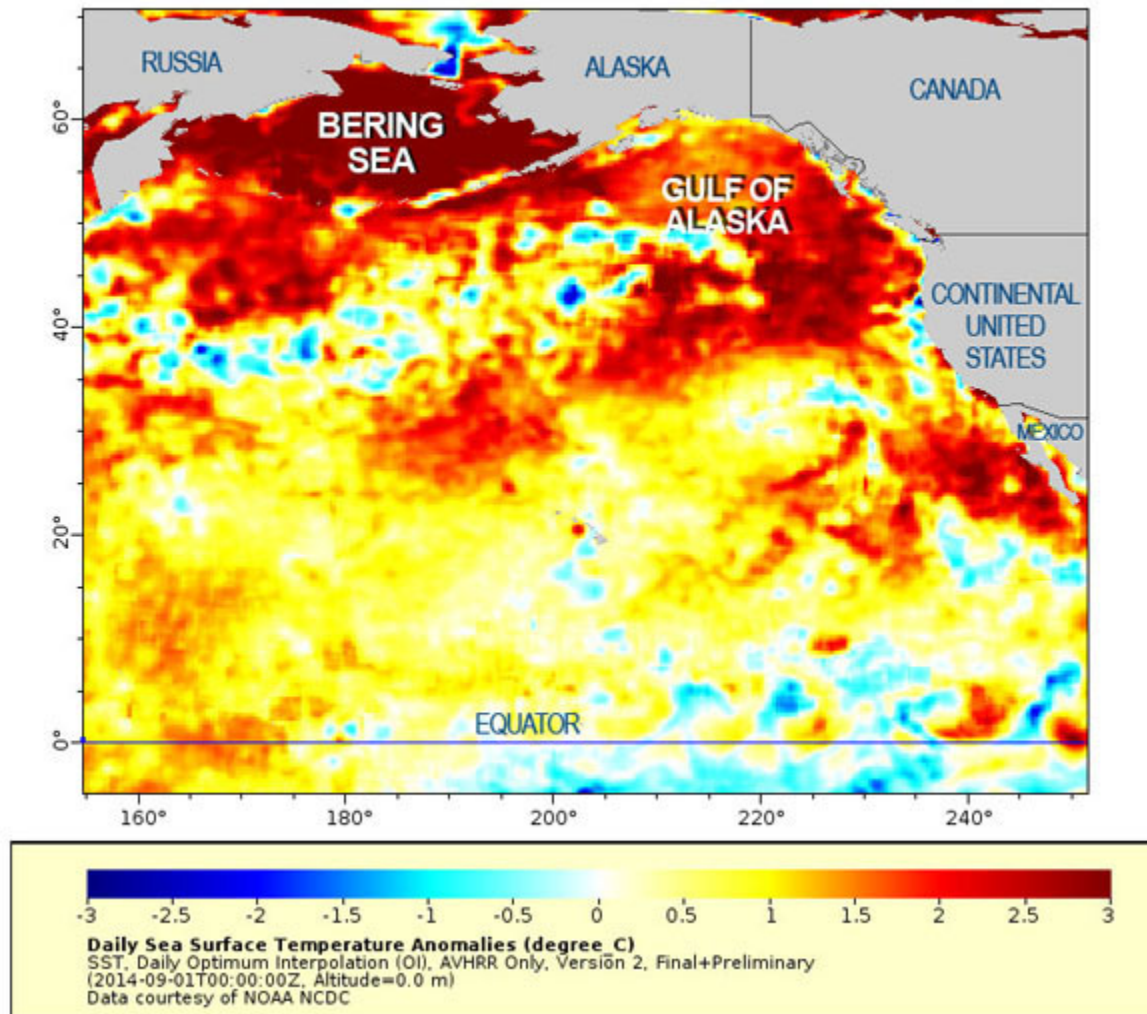 RUSSIA
ALASKA
CANADA
60°
BERING
SEA
GULF OF
ALASKA
CONTINENTAL
UNITED
STATES
40°
MEXICO
20°
EQUATOR
0°
160°
180°
200°
220°
240°
-3
-2.5
-2
-1.5
-1
-0.5
0
0.5
1
1.5
2
2.5
3
Daily Sea Surface Temperature Anomalies (degree_C)
SST, Daily Optimum Interpolation (OI), AVHRR Only, Version 2, Final+Preliminary
(2014-09-01T00:00:00Z, Altitude=0.0 m)
Data courtesy of NOAA NCDC